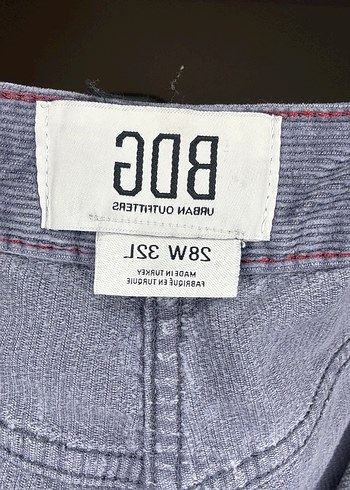 BDG
URBAN OUTFITTERS
28W 32L
MADE IN TURKEY
FABRIQUÉ EN TURQUIE